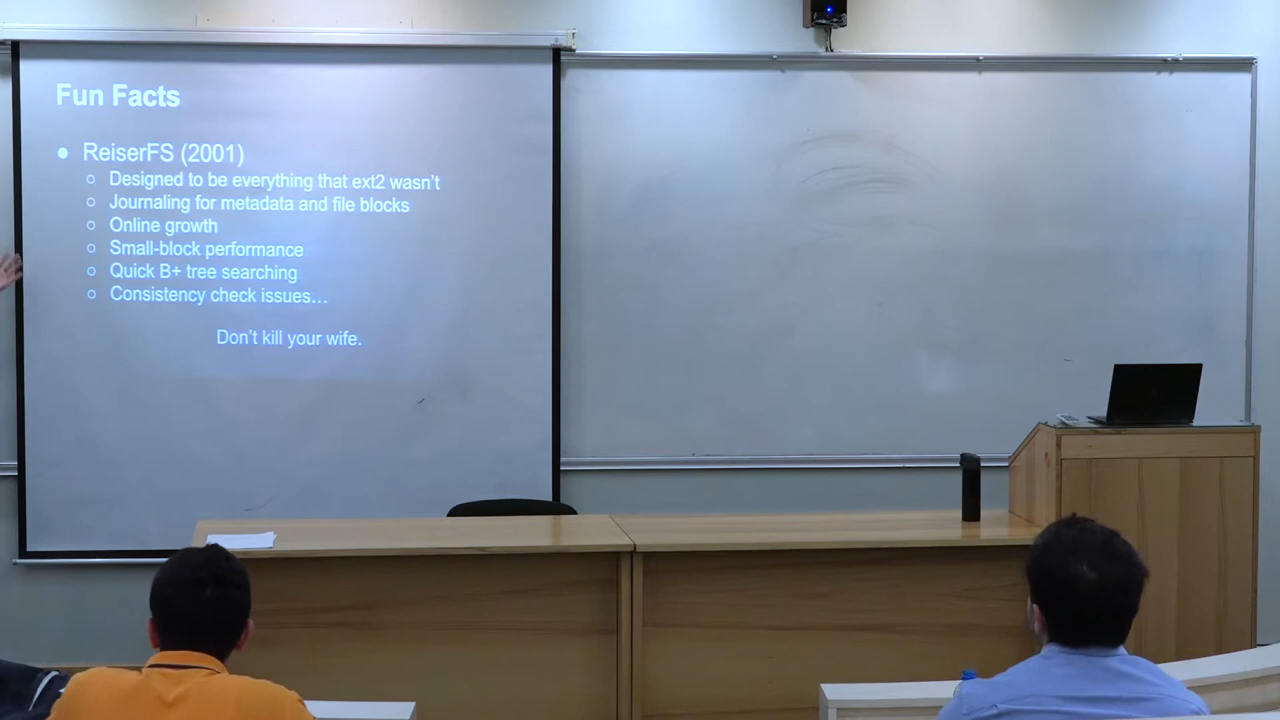 Fun Facts
● ReiserFS (2001)
○ Designed to be everything that ext2 wasn't
○ Journaling for metadata and file blocks
○ Online growth
○ Small-block performance
○ Quick B+ tree searching
○ Consistency check issues…
Don't kill your wife.